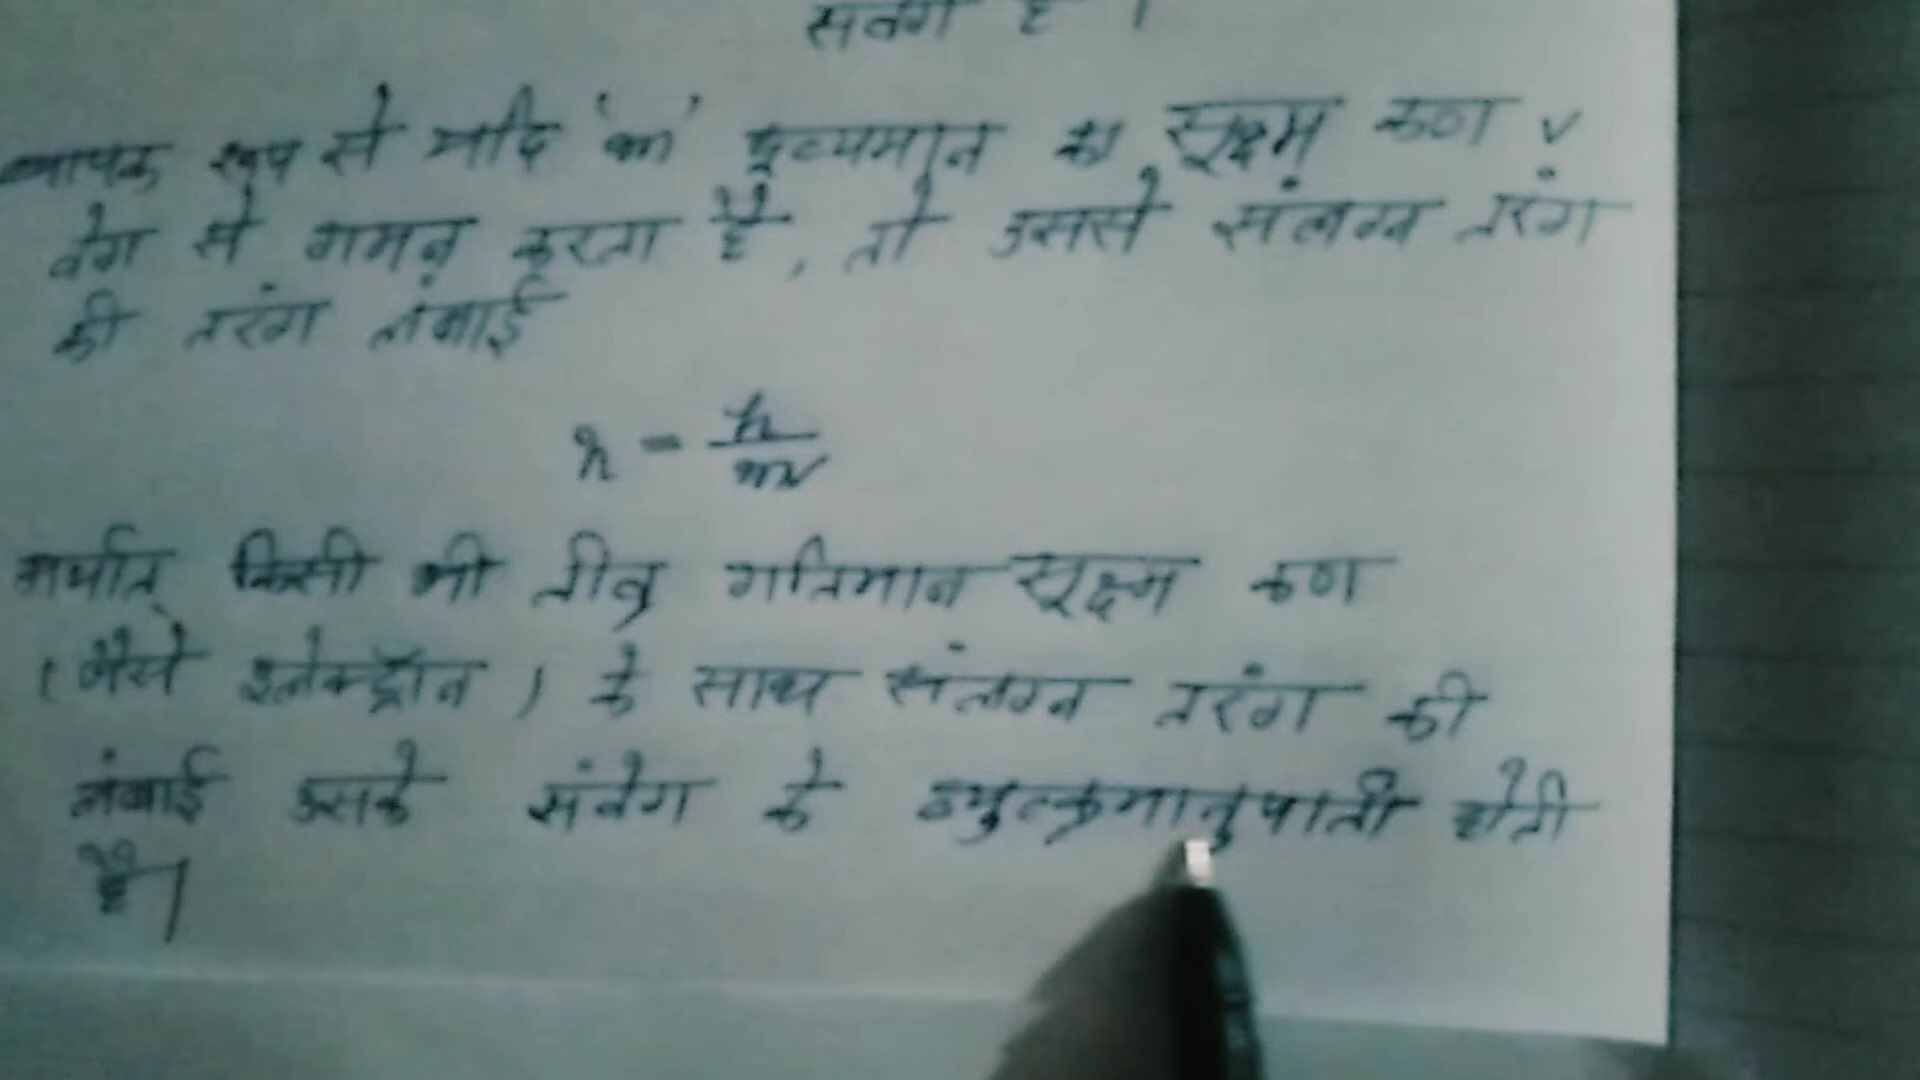 संवेग है ।
व्यापक रूप से यदि 'm' द्रव्यमान का सूक्ष्म कण v
वेग से गमन करता है, तो उससे संलग्न तरंग
की तरंग लंबाई
λ = h/mv
अर्थात् किसी भी तीव्र गतिमान सूक्ष्म कण
(जैसे इलेक्ट्रॉन) के साथ संलग्न तरंग की
लंबाई उसके संवेग के व्युत्क्रमानुपाती होती
है।